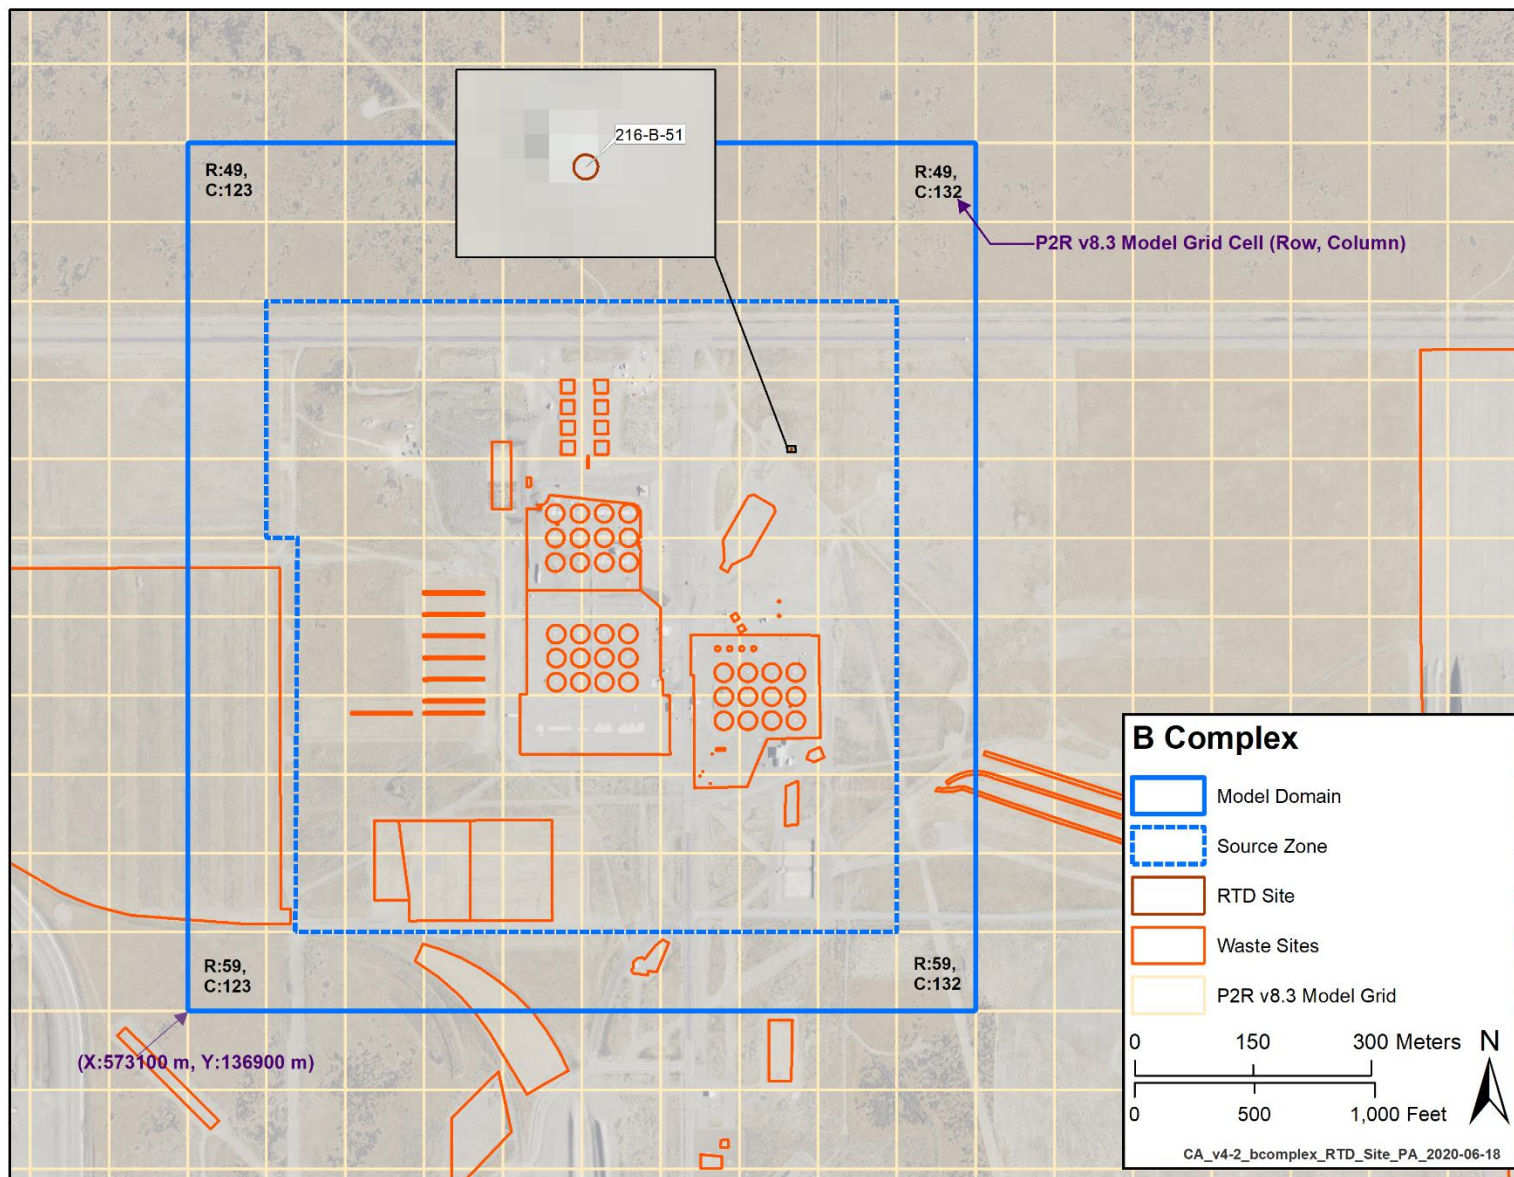 216-B-51
R:49,
C:123
R:49,
C:132
P2R v8.3 Model Grid Cell (Row, Column)
R:59,
C:123
R:59,
C:132
(X:573100 m, Y:136900 m)
B Complex
Model Domain
Source Zone
RTD Site
Waste Sites
P2R v8.3 Model Grid
0 150 300 Meters
N
0 500 1,000 Feet
CA_v4-2_bcomplex_RTD_Site_PA_2020-06-18